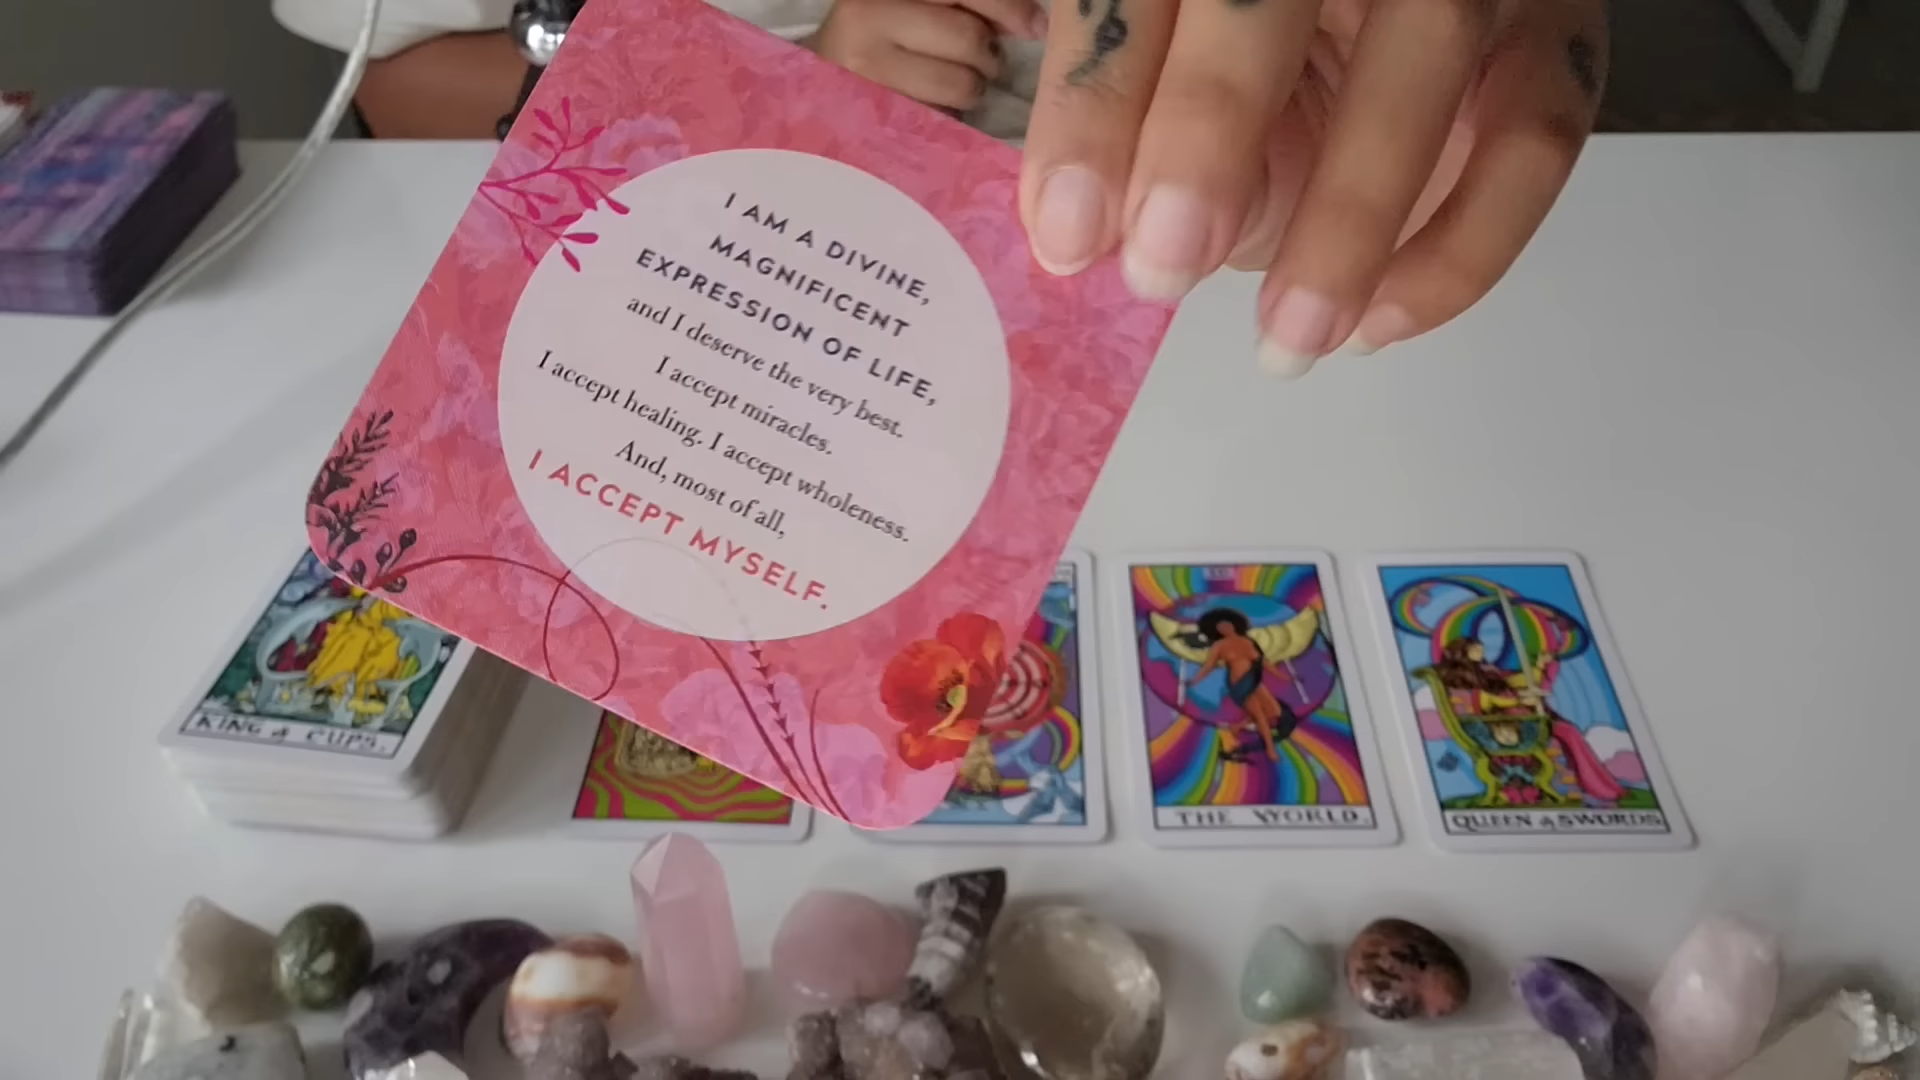 I AM A DIVINE,
MAGNIFICENT
EXPRESSION OF LIFE,
and I deserve the very best.
I accept miracles.
I accept healing. I accept wholeness.
And, most of all,
I ACCEPT MYSELF.
KING of CUPS.
THE WORLD.
QUEEN of SWORDS